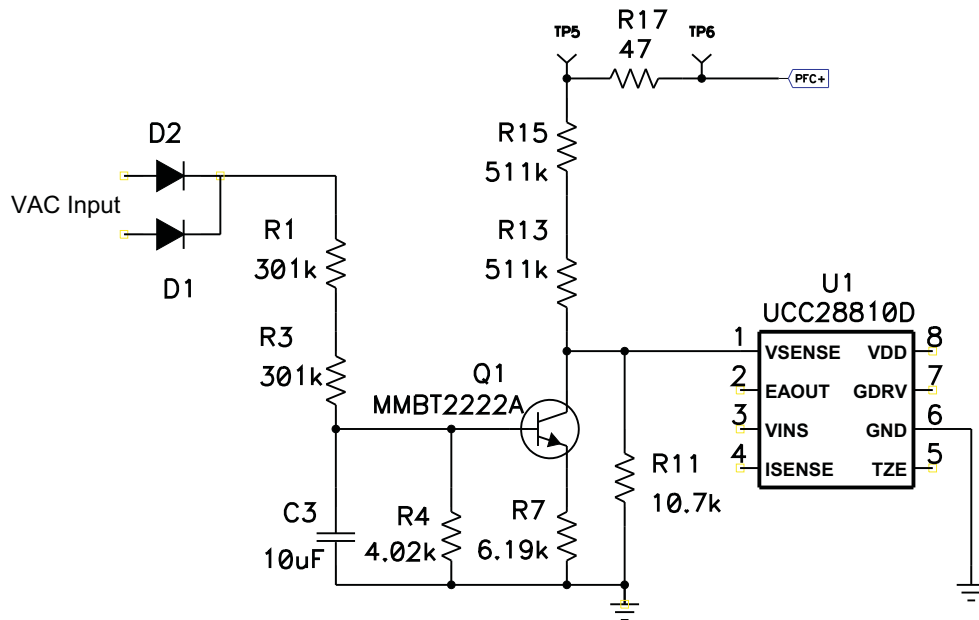 R17
47
TP5
TP6
PFC+
D2
VAC Input
D1
R15
511k
R1
301k
R13
511k
R3
301k
Q1
MMBT2222A
U1
UCC28810D
1 VSENSE VDD 8
2 EAOUT GDRV 7
3 VINS GND 6
4 ISENSE TZE 5
C3
10uF
R4
4.02k
R7
6.19k
R11
10.7k